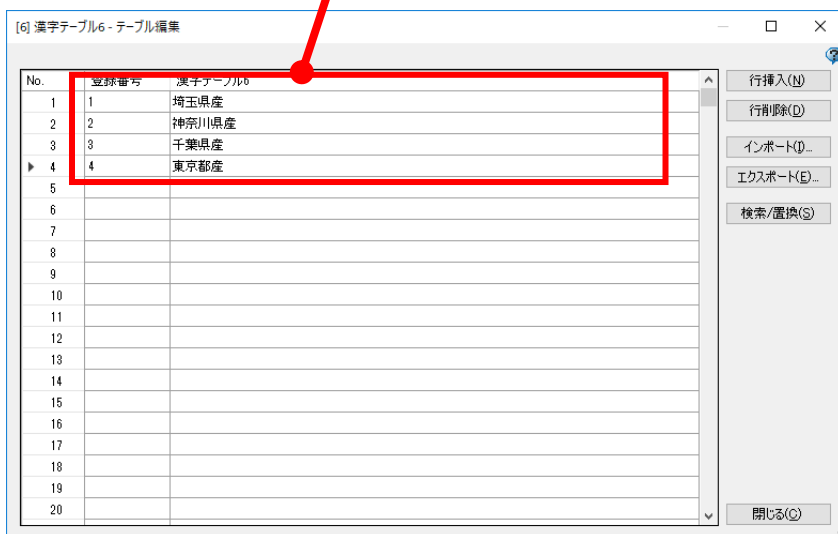 [6] 漢字テーブル6 - テーブル編集
No. 登録番号 漢字テーブル6
1 1 埼玉県産
2 2 神奈川県産
3 3 千葉県産
4 4 東京都産
5
6
7
8
9
10
11
12
13
14
15
16
17
18
19
20
行挿入(N)
行削除(D)
インポート(I)...
エクスポート(E)...
検索/置換(S)
閉じる(C)